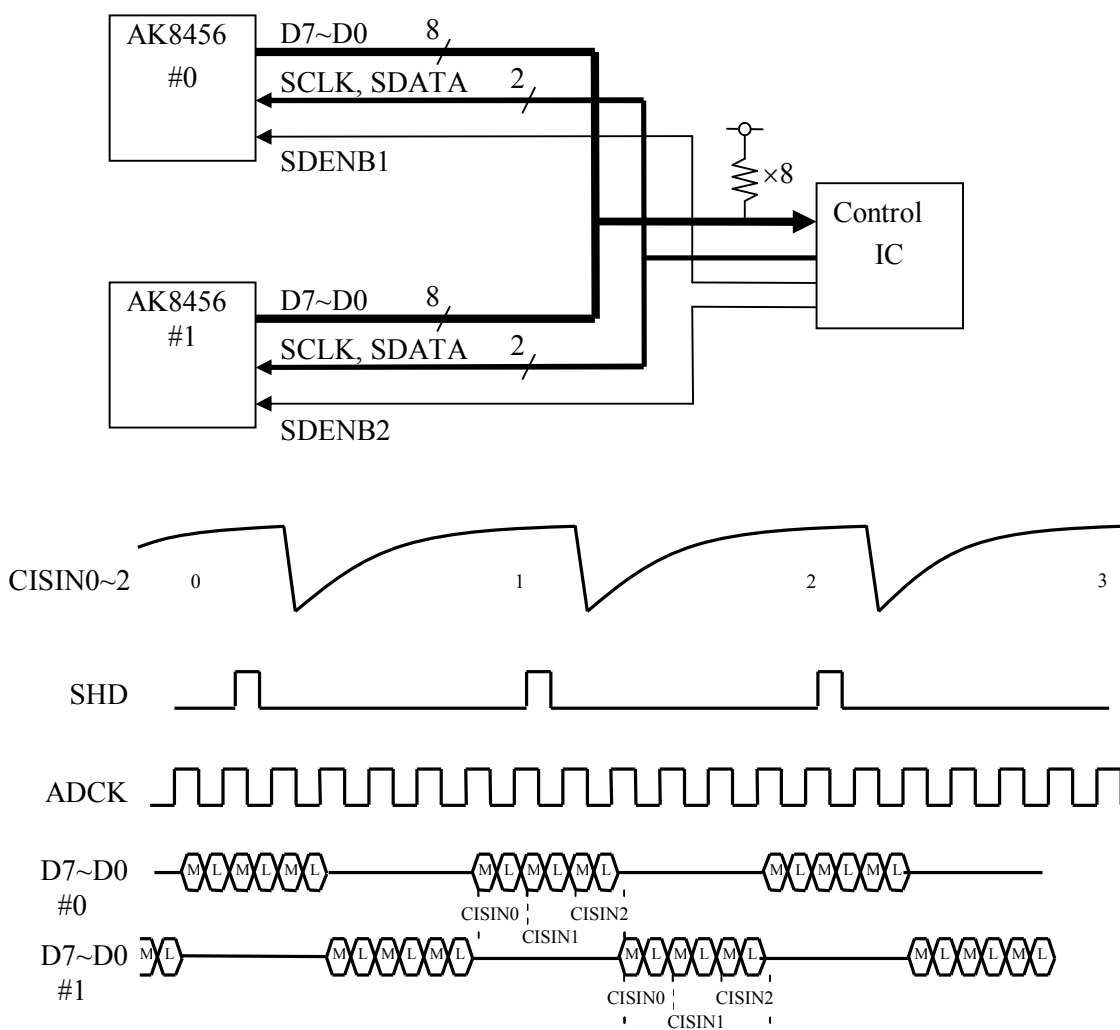 AK8456
#0
D7~D0
8
SCLK, SDATA
2
SDENB1
×8
Control
IC
AK8456
#1
D7~D0
8
SCLK, SDATA
2
SDENB2
CISIN0~2
0
1
2
3
SHD
ADCK
D7~D0
#0
M L M L M L
M L M L M L
M L M L M L
CISIN0
CISIN1
CISIN2
D7~D0
#1
M L
M L M L M L
M L M L M L
M L M L M L
CISIN0
CISIN1
CISIN2